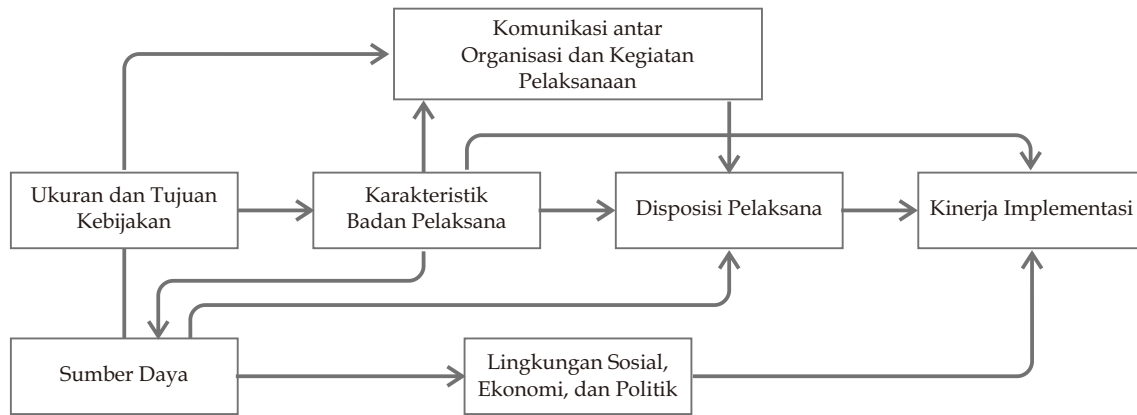 Komunikasi antar
Organisasi dan Kegiatan
Pelaksanaan
Ukuran dan Tujuan
Kebijakan
Karakteristik
Badan Pelaksana
Disposisi Pelaksana
Kinerja Implementasi
Sumber Daya
Lingkungan Sosial,
Ekonomi, dan Politik